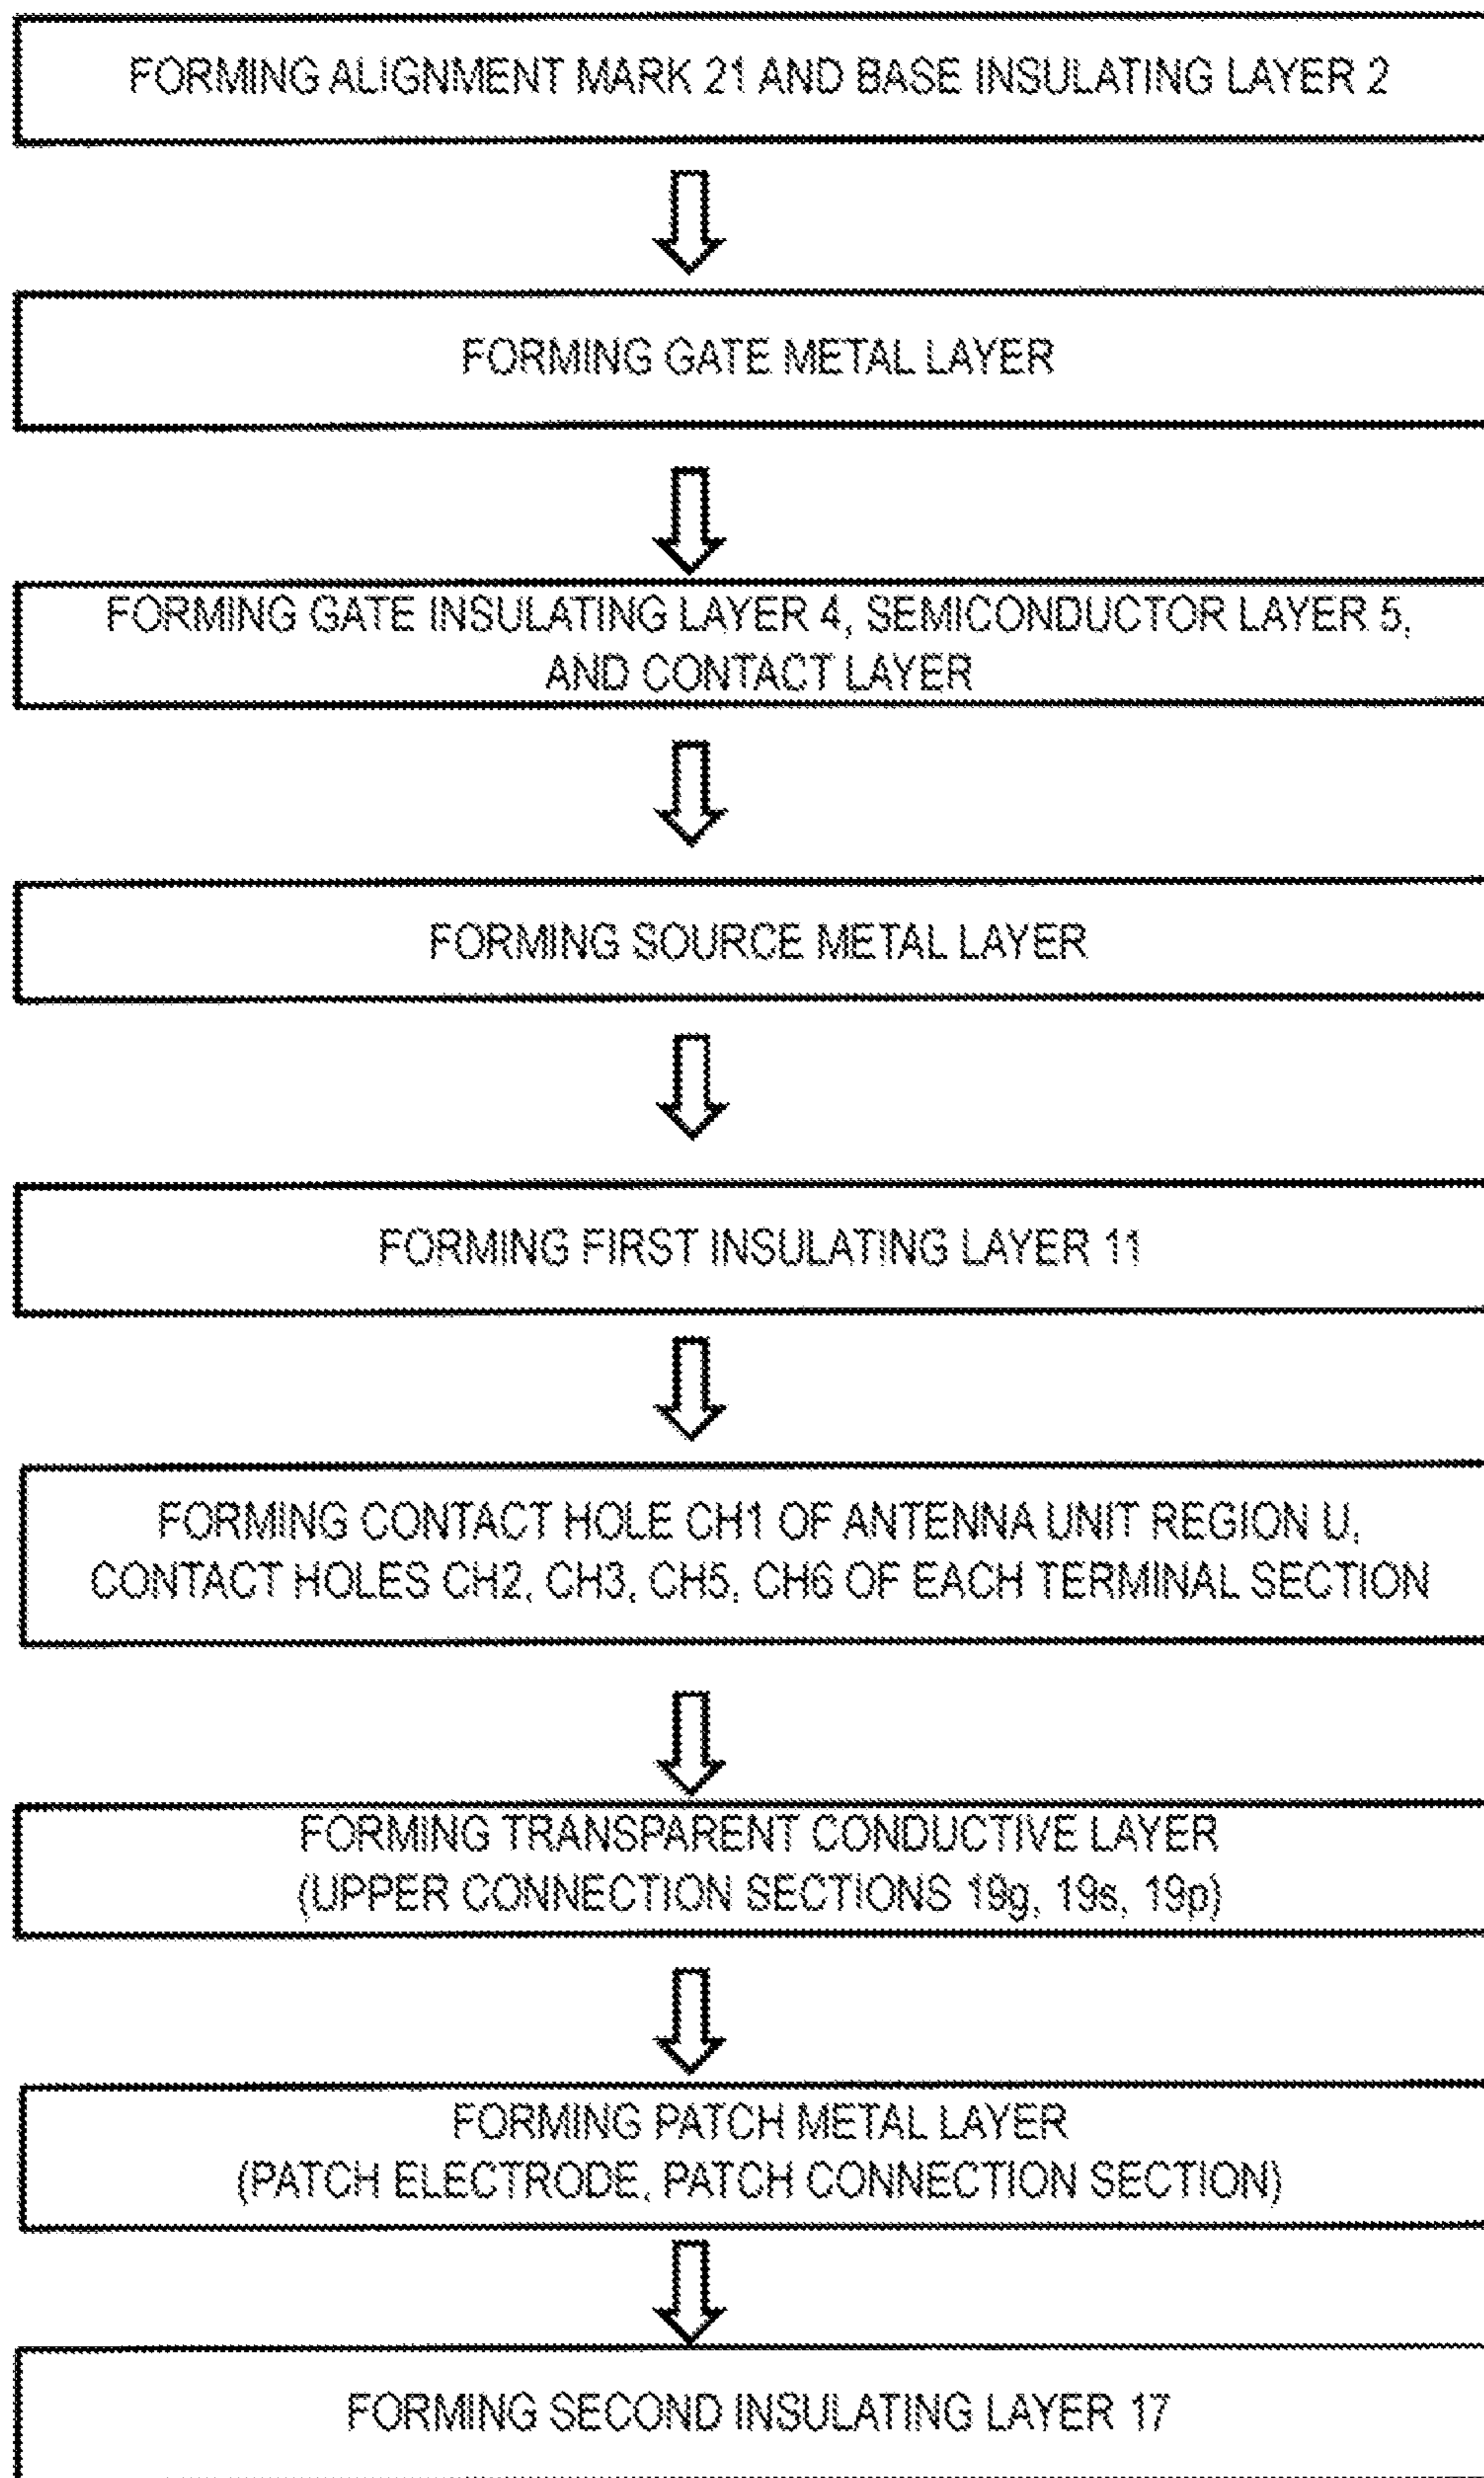 FORMING ALIGNMENT MARK 21 AND BASE INSULATING LAYER 2
FORMING GATE METAL LAYER
FORMING GATE INSULATING LAYER 4, SEMICONDUCTOR LAYER 5,
AND CONTACT LAYER
FORMING SOURCE METAL LAYER
FORMING FIRST INSULATING LAYER 11
FORMING CONTACT HOLE CH1 OF ANTENNA UNIT REGION U,
CONTACT HOLES CH2, CH3, CH5, CH6 OF EACH TERMINAL SECTION
FORMING TRANSPARENT CONDUCTIVE LAYER
(UPPER CONNECTION SECTIONS 19g, 19s, 19p)
FORMING PATCH METAL LAYER
(PATCH ELECTRODE, PATCH CONNECTION SECTION)
FORMING SECOND INSULATING LAYER 17